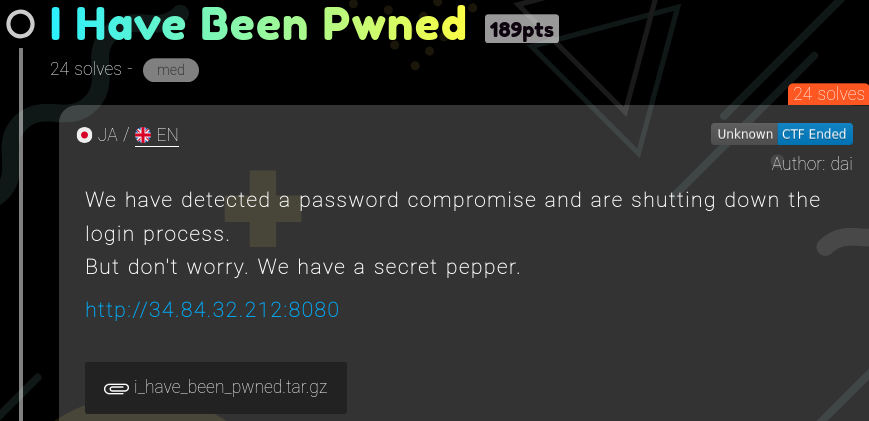 I Have Been Pwned 189pts
24 solves - med
24 solves
JA / EN
Unknown CTF Ended
Author: dai
We have detected a password compromise and are shutting down the
login process.
But don't worry. We have a secret pepper.
http://34.84.32.212:8080
i_have_been_pwned.tar.gz